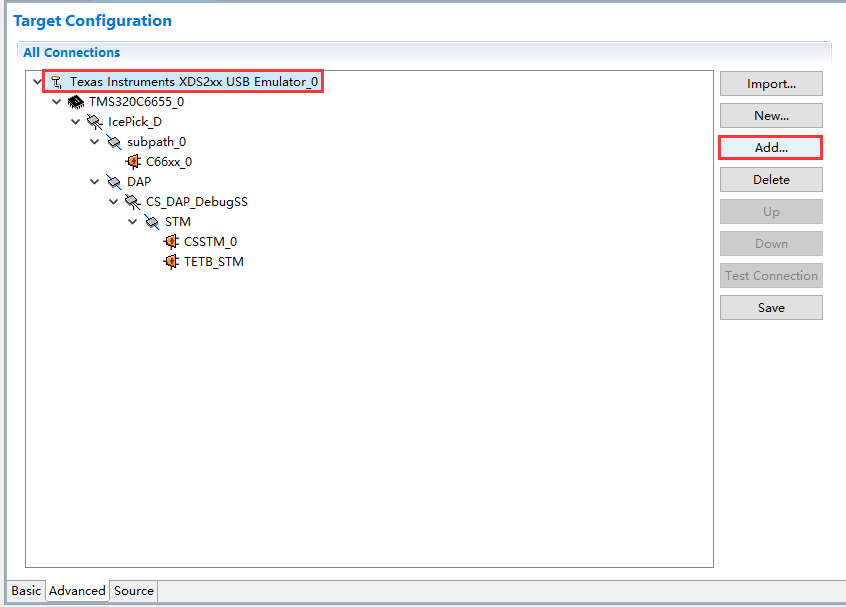 Target Configuration
All Connections
Texas Instruments XDS2xx USB Emulator_0
TMS320C6655_0
IcePick_D
subpath_0
C66xx_0
DAP
CS_DAP_DebugSS
STM
CSSTM_0
TETB_STM
Import...
New...
Add...
Delete
Up
Down
Test Connection
Save
Basic Advanced Source